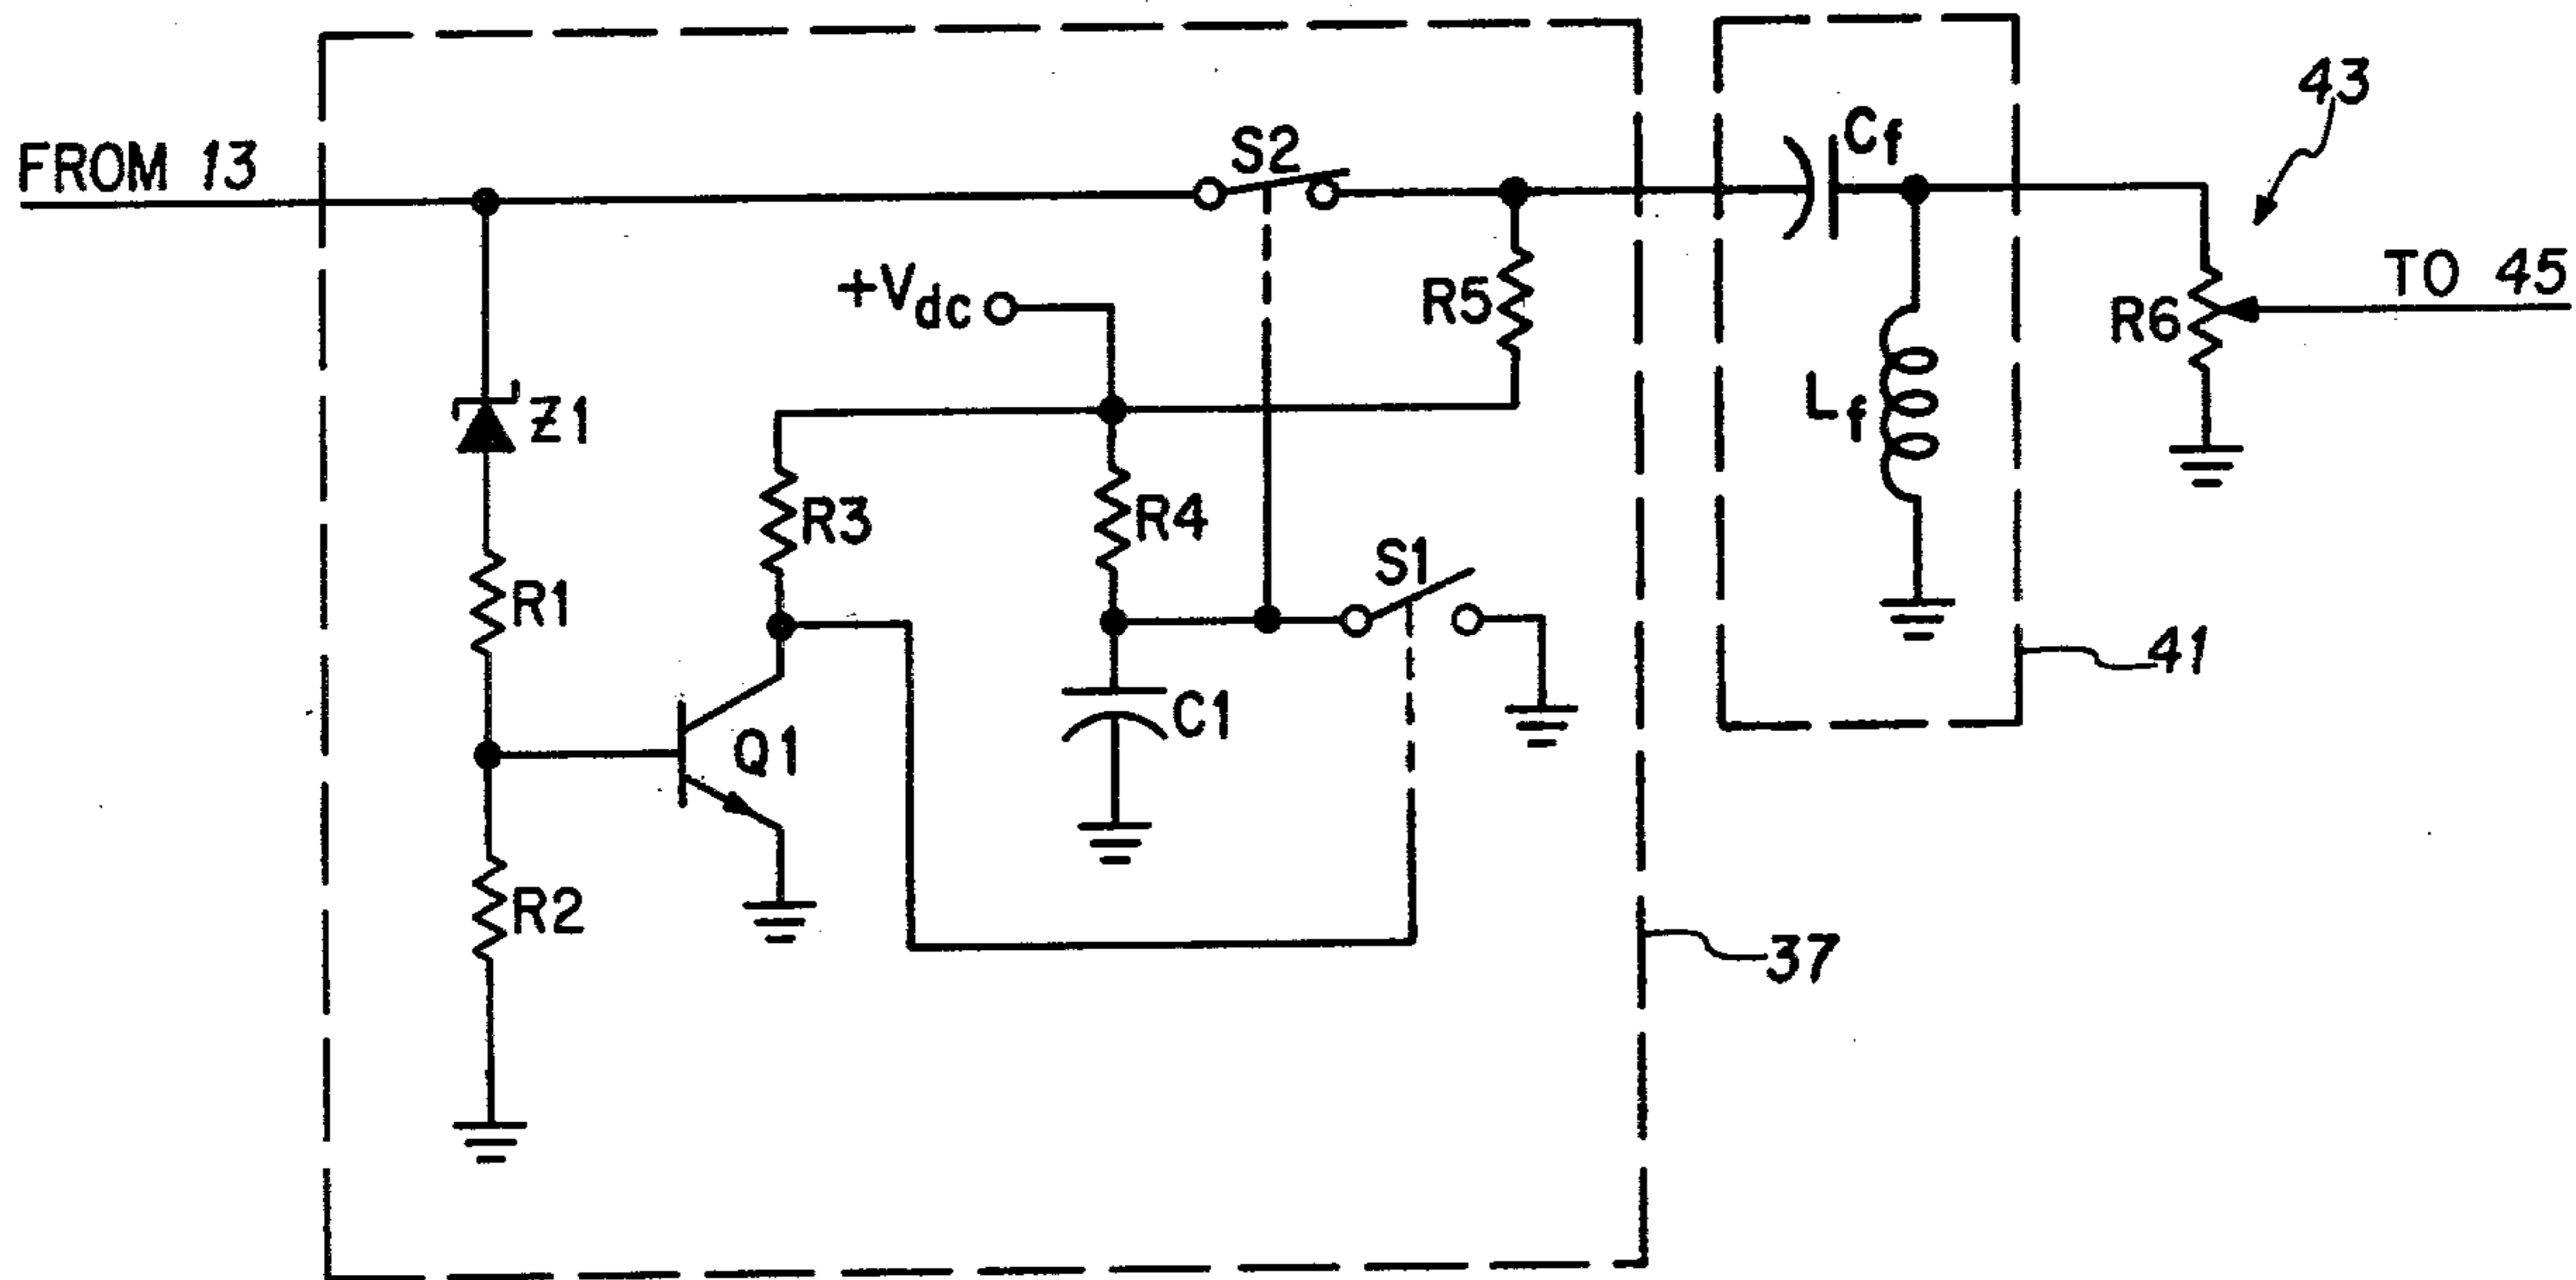 43
FROM 13
S2
Cf
+Vdc
R5
TO 45
R6
Z1
Lf
R3
R4
S1
R1
41
C1
Q1
R2
37